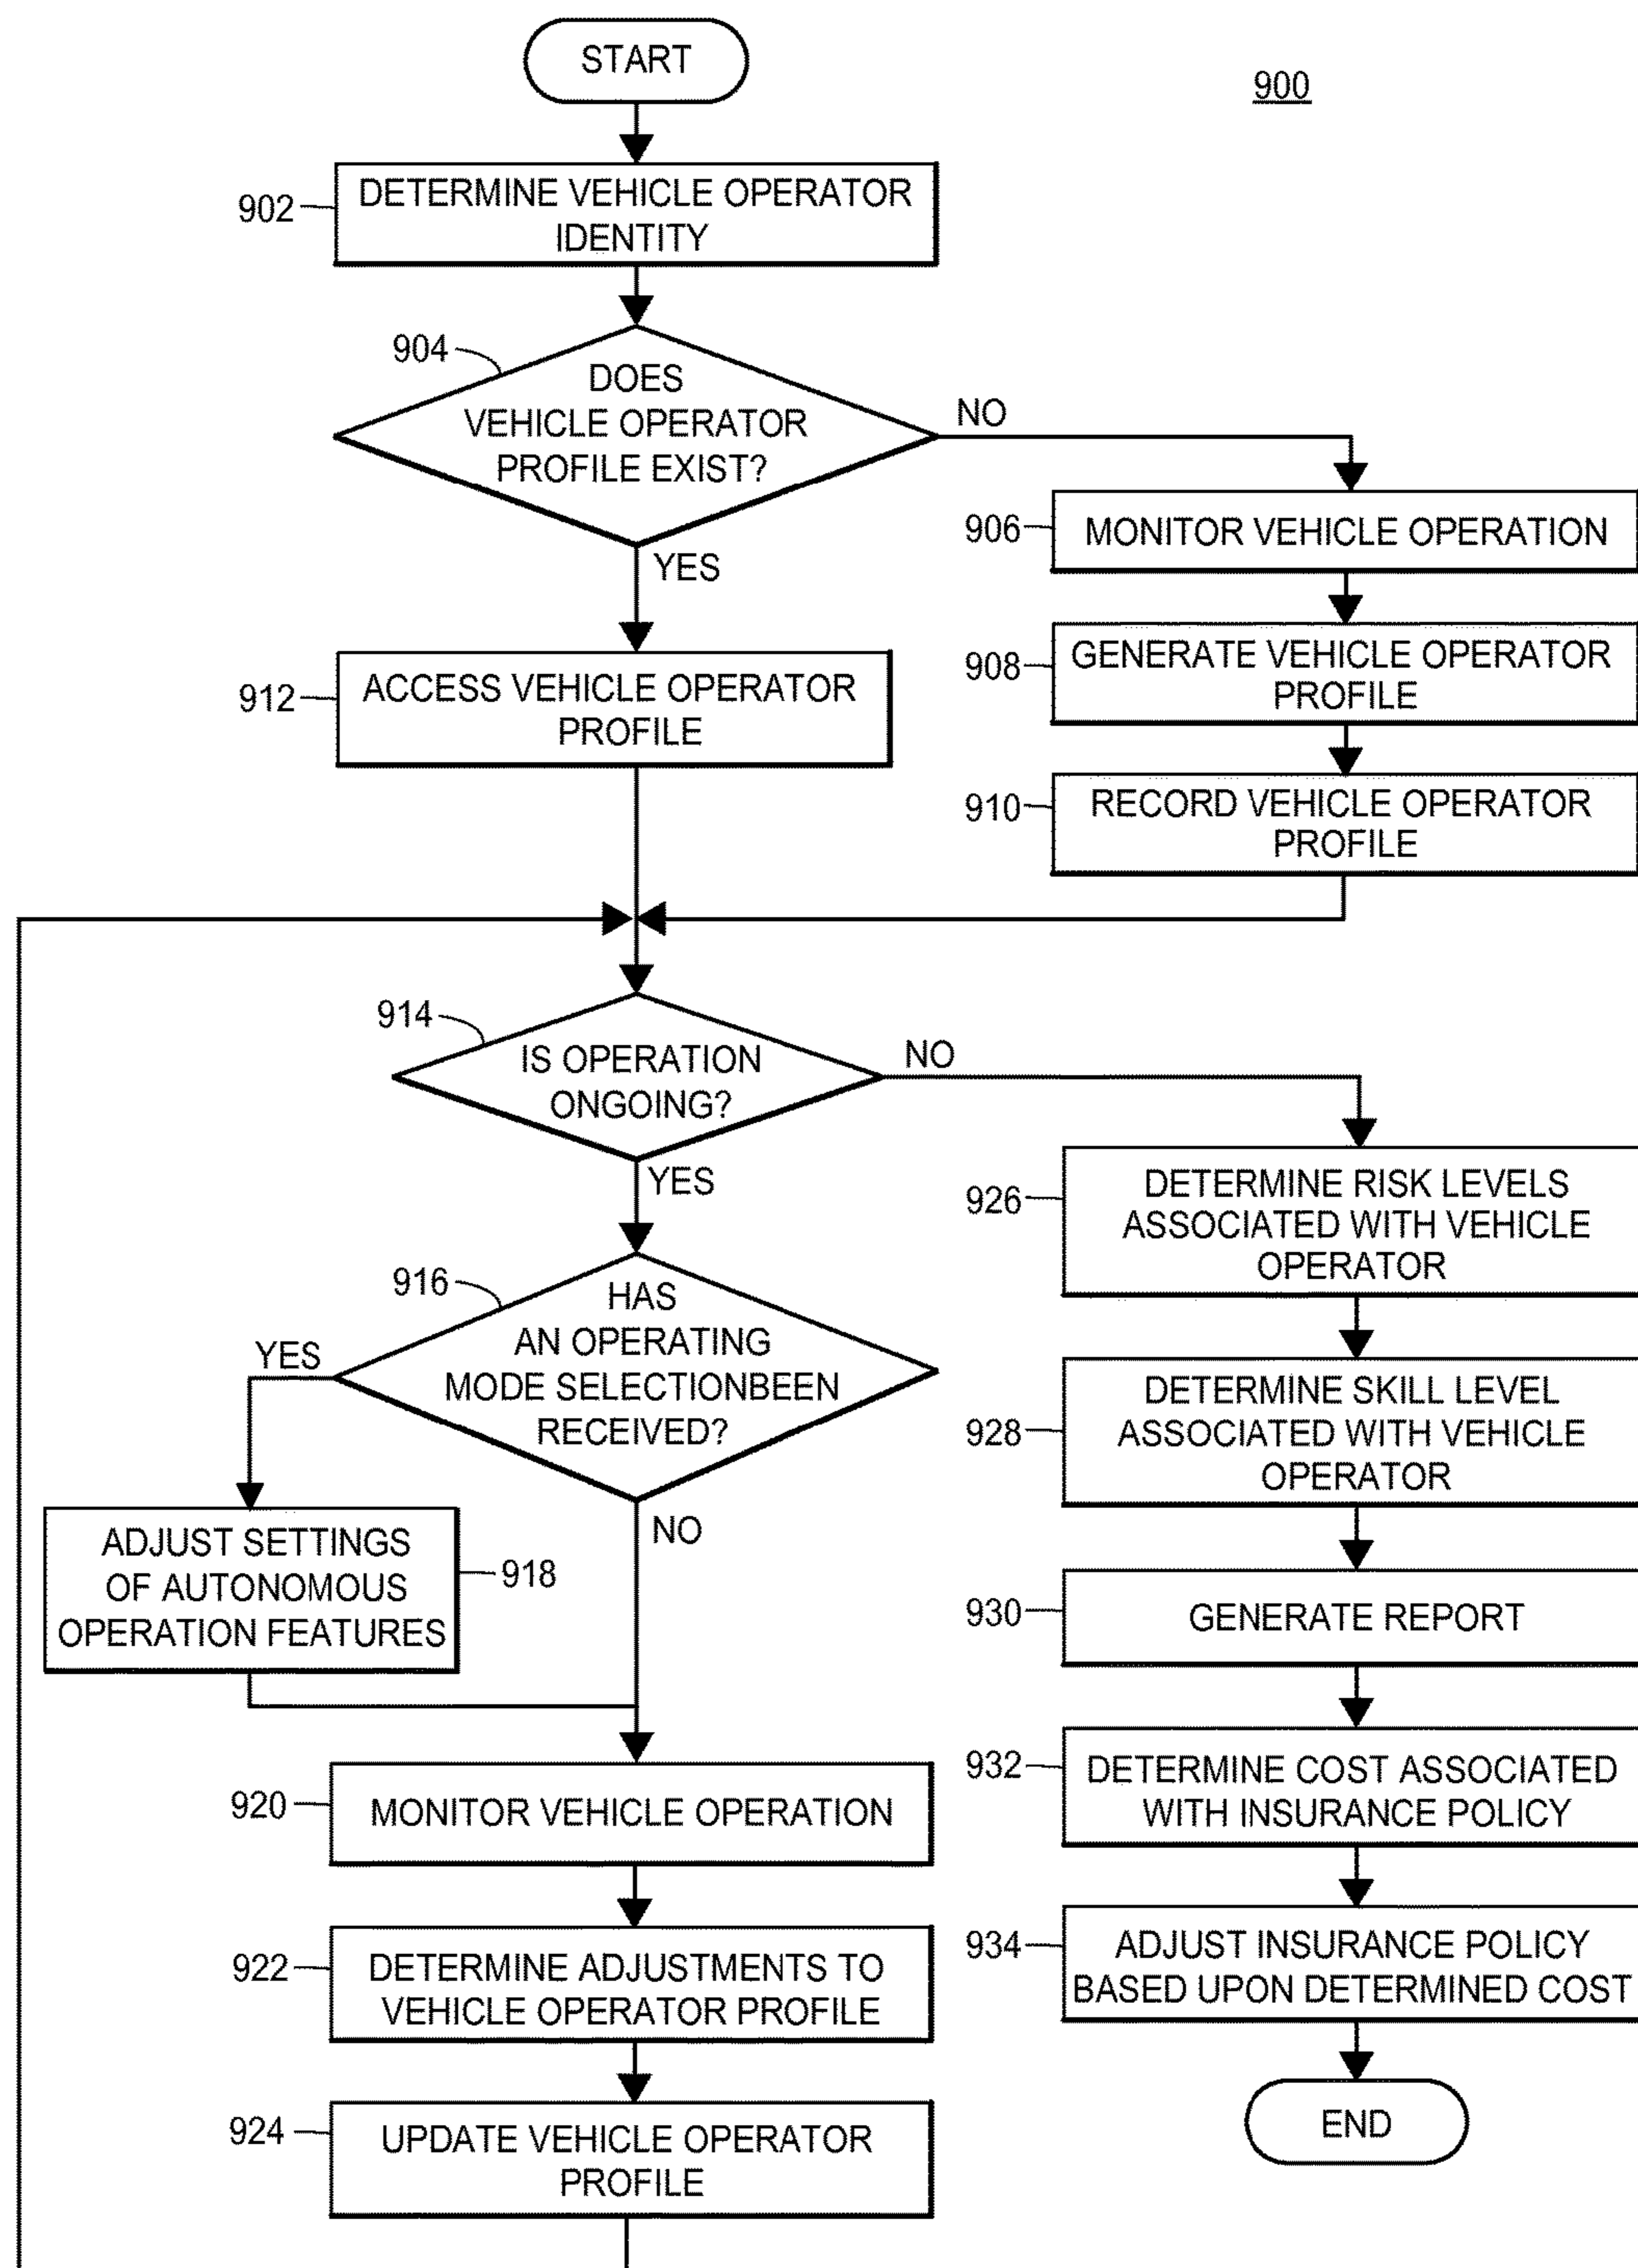 START
900
902
DETERMINE VEHICLE OPERATOR
IDENTITY
904
DOES
VEHICLE OPERATOR
PROFILE EXIST?
NO
YES
906
MONITOR VEHICLE OPERATION
908
GENERATE VEHICLE OPERATOR
PROFILE
910
RECORD VEHICLE OPERATOR
PROFILE
912
ACCESS VEHICLE OPERATOR
PROFILE
914
IS OPERATION
ONGOING?
NO
YES
916
HAS
AN OPERATING
MODE SELECTIONBEEN
RECEIVED?
YES
NO
918
ADJUST SETTINGS
OF AUTONOMOUS
OPERATION FEATURES
920
MONITOR VEHICLE OPERATION
922
DETERMINE ADJUSTMENTS TO
VEHICLE OPERATOR PROFILE
924
UPDATE VEHICLE OPERATOR
PROFILE
926
DETERMINE RISK LEVELS
ASSOCIATED WITH VEHICLE
OPERATOR
928
DETERMINE SKILL LEVEL
ASSOCIATED WITH VEHICLE
OPERATOR
930
GENERATE REPORT
932
DETERMINE COST ASSOCIATED
WITH INSURANCE POLICY
934
ADJUST INSURANCE POLICY
BASED UPON DETERMINED COST
END